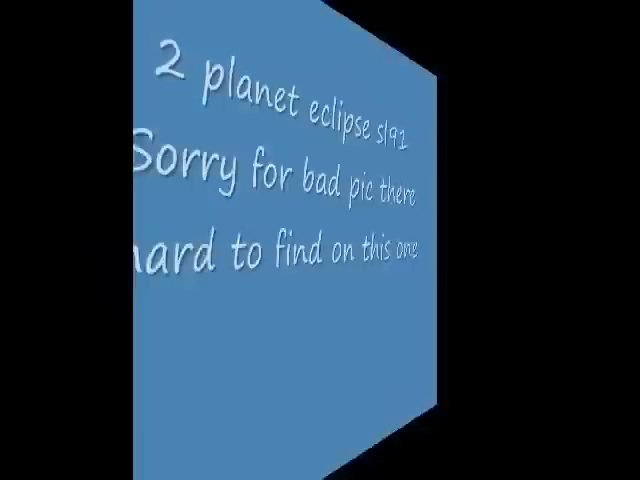 2 planet eclipse sl91
Sorry for bad pic there
hard to find on this one